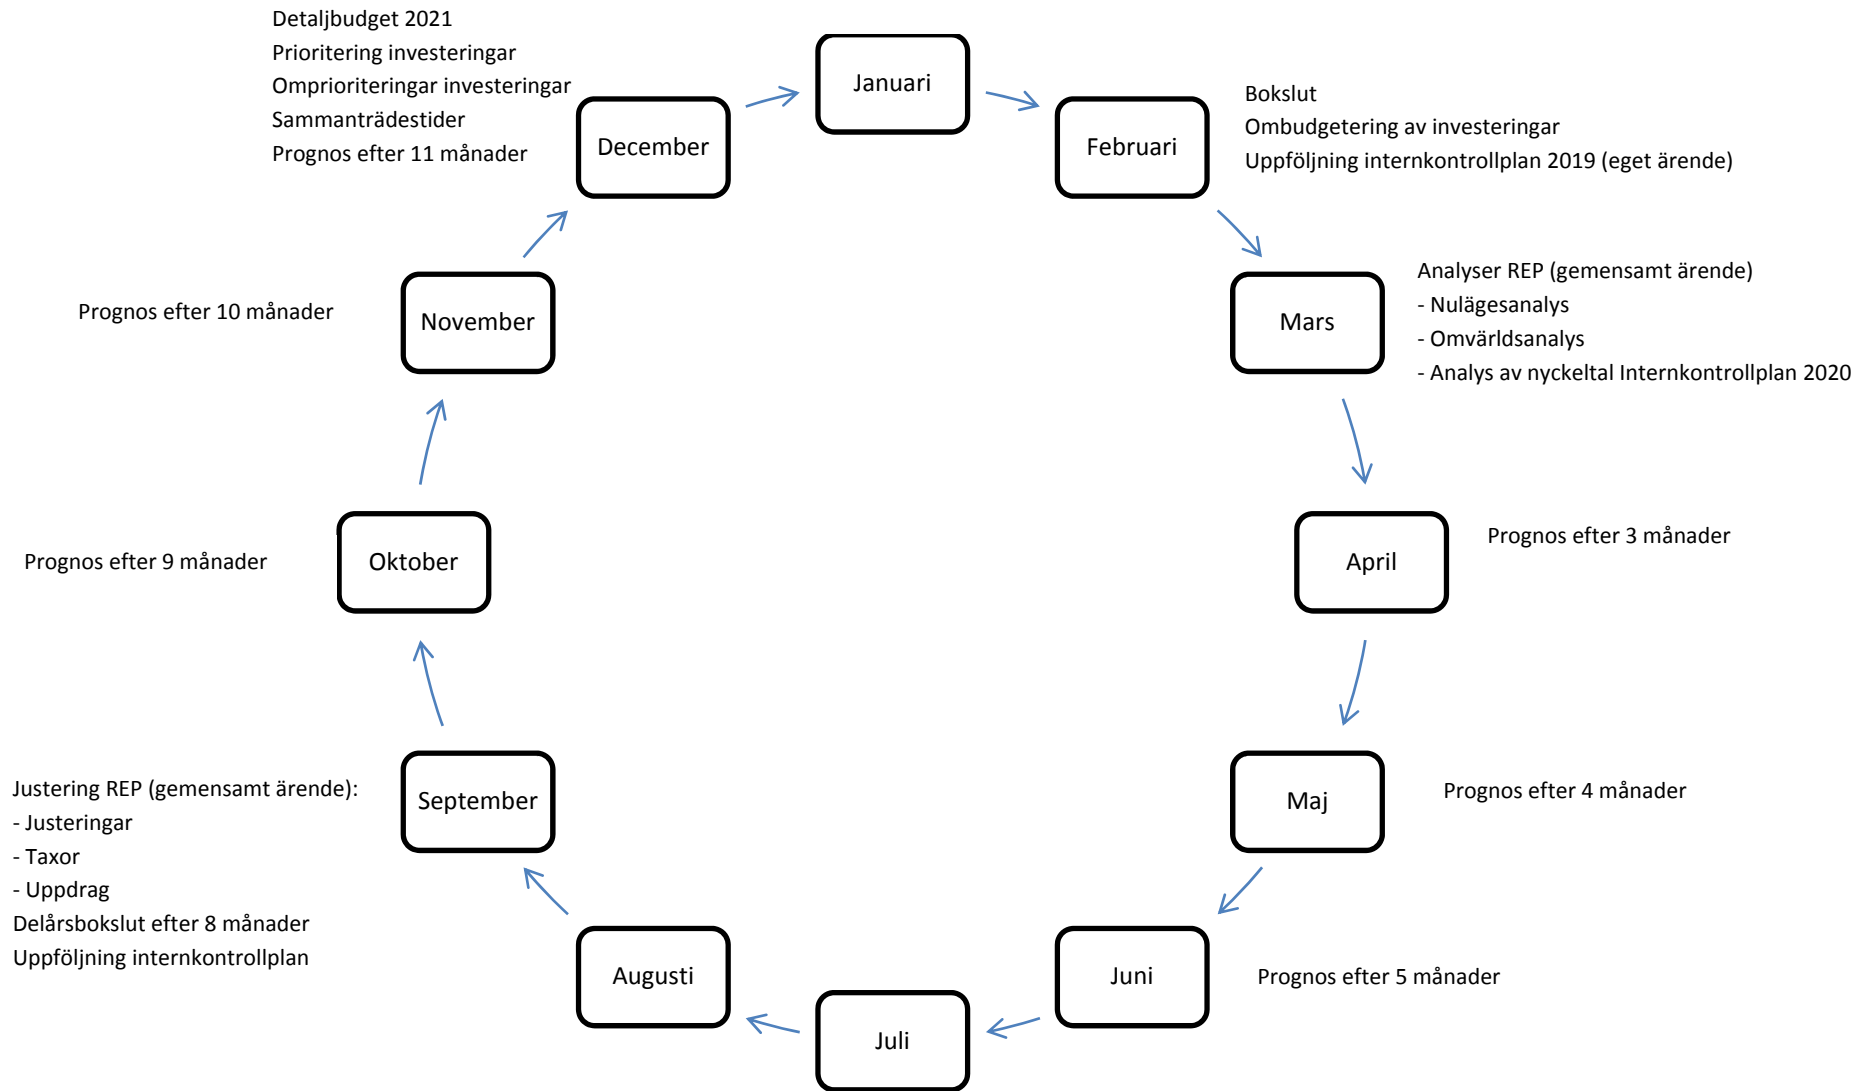 Januari
Februari
Bokslut
Ombudgetering av investeringar
Uppföljning internkontrollplan 2019 (eget ärende)
Mars
Analyser REP (gemensamt ärende)
- Nulägesanalys
- Omvärldsanalys
- Analys av nyckeltal Internkontrollplan 2020
April
Prognos efter 3 månader
Maj
Prognos efter 4 månader
Juni
Prognos efter 5 månader
Juli
Augusti
September
Justering REP (gemensamt ärende):
- Justeringar
- Taxor
- Uppdrag
Delårsbokslut efter 8 månader
Uppföljning internkontrollplan
Oktober
Prognos efter 9 månader
November
Prognos efter 10 månader
December
Detaljbudget 2021
Prioritering investeringar
Omprioriteringar investeringar
Sammanträdestider
Prognos efter 11 månader